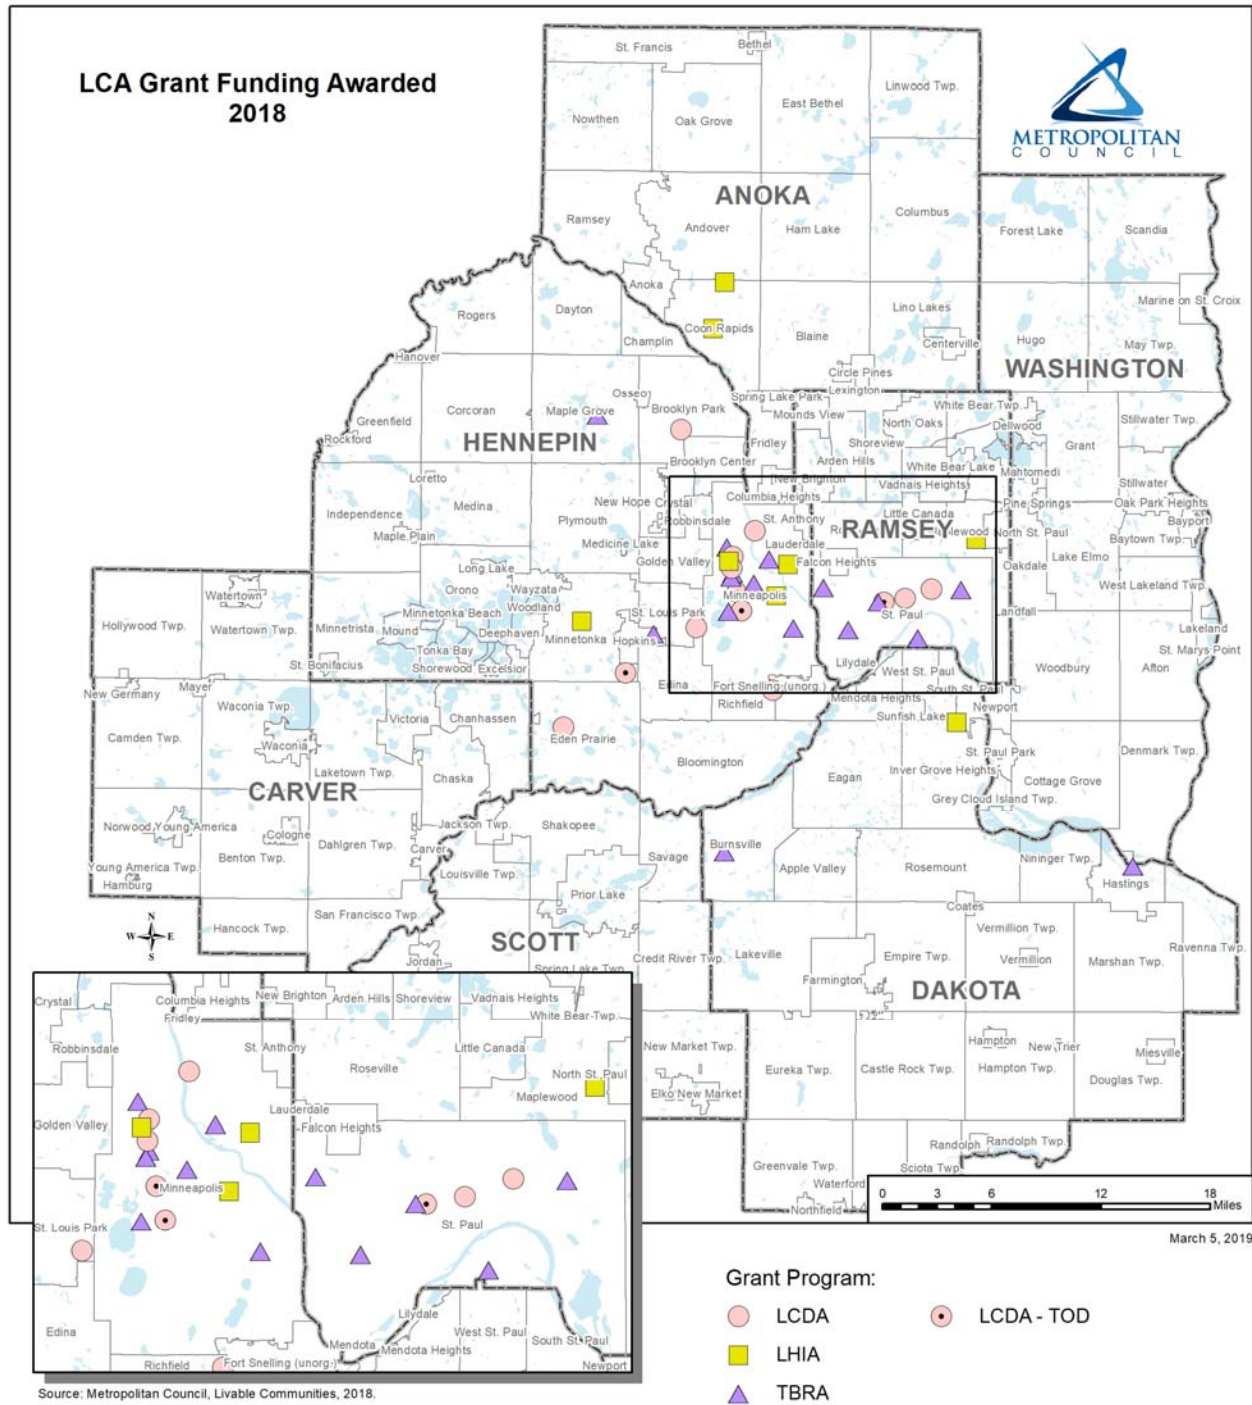 LCA Grant Funding Awarded
2018
METROPOLITAN
COUNCIL
St. Francis
Bethel
Linwood Twp.
Nowthen
Oak Grove
East Bethel
ANOKA
Ramsey
Andover
Ham Lake
Columbus
Forest Lake
Scandia
Anoka
Rogers
Dayton
Coon Rapids
Blaine
Lino Lakes
Marine on St. Croix
Hanover
Champlin
Centerville
Hugo
May Twp.
WASHINGTON
Circle Pines
Lexington
Greenfield
Corcoran
Maple Grove
Osseo
Brooklyn Park
Spring Lake Park
Mounds View
North Oaks
White Bear Twp.
Dellwood
Stillwater Twp.
Rockford
HENNEPIN
Fridley
Shoreview
Grant
Brooklyn Center
Arden Hills
White Bear Lake
Mahtomedi
Loretto
New Brighton
Vadnais Heights
Stillwater
Independence
Medina
New Hope
Crystal
Columbia Heights
Pine Springs
Oak Park Heights
Plymouth
Robbinsdale
St. Anthony
RAMSEY
Little Canada
Bayport
Maple Plain
Medicine Lake
Lauderdale
North St. Paul
Baytown Twp.
Long Lake
Golden Valley
Falcon Heights
Oakdale
Lake Elmo
Watertown
Orono
Wayzata
Woodland
Minneapolis
West Lakeland Twp.
Hollywood Twp.
Watertown Twp.
Minnetrista
Minnetonka Beach
Mound
Deephaven
Minnetonka
Hopkins
St. Louis Park
St. Paul
Landfall
Lakeland
St. Bonifacius
Tonka Bay
Shorewood
Excelsior
Lilydale
West St. Paul
Woodbury
Afton
St. Marys Point
New Germany
Mayer
Edina
Fort Snelling (unorg.)
Richfield
Mendota Heights
South St. Paul
Newport
Camden Twp.
Waconia Twp.
Waconia
Victoria
Chanhassen
Eden Prairie
Sunfish Lake
St. Paul Park
Denmark Twp.
Laketown Twp.
Chaska
Bloomington
Eagan
Inver Grove Heights
Cottage Grove
CARVER
Grey Cloud Island Twp.
Norwood Young America
Cologne
Dahlgren Twp.
Jackson Twp.
Shakopee
Young America Twp.
Hamburg
Benton Twp.
Carver
Louisville Twp.
Savage
Burnsville
Apple Valley
Rosemount
Nininger Twp.
Hastings
Prior Lake
Hancock Twp.
San Francisco Twp.
Coates
Vermillion Twp.
N
W E
S
SCOTT
Jordan
Spring Lake Twp.
Credit River Twp.
Lakeville
Empire Twp.
Vermillion
Marshan Twp.
Ravenna Twp.
Farmington
DAKOTA
New Market Twp.
Elko New Market
Eureka Twp.
Castle Rock Twp.
Hampton
Hampton Twp.
New Trier
Miesville
Douglas Twp.
Greenvale Twp.
Waterford
Northfield
Sciota Twp.
Randolph
Randolph Twp.
Crystal
Columbia Heights
New Brighton
Arden Hills
Shoreview
Vadnais Heights
Fridley
White Bear Twp.
Robbinsdale
St. Anthony
Roseville
Little Canada
North St. Paul
Maplewood
Golden Valley
Lauderdale
Falcon Heights
Minneapolis
St. Louis Park
St. Paul
Lilydale
Edina
Mendota
Mendota Heights
West St. Paul
South St. Paul
Richfield
Fort Snelling (unorg.)
Newport
0 3 6 12 18
Miles
March 5, 2019
Grant Program:
LCDA
LCDA - TOD
LHIA
TBRA
Source: Metropolitan Council, Livable Communities, 2018.